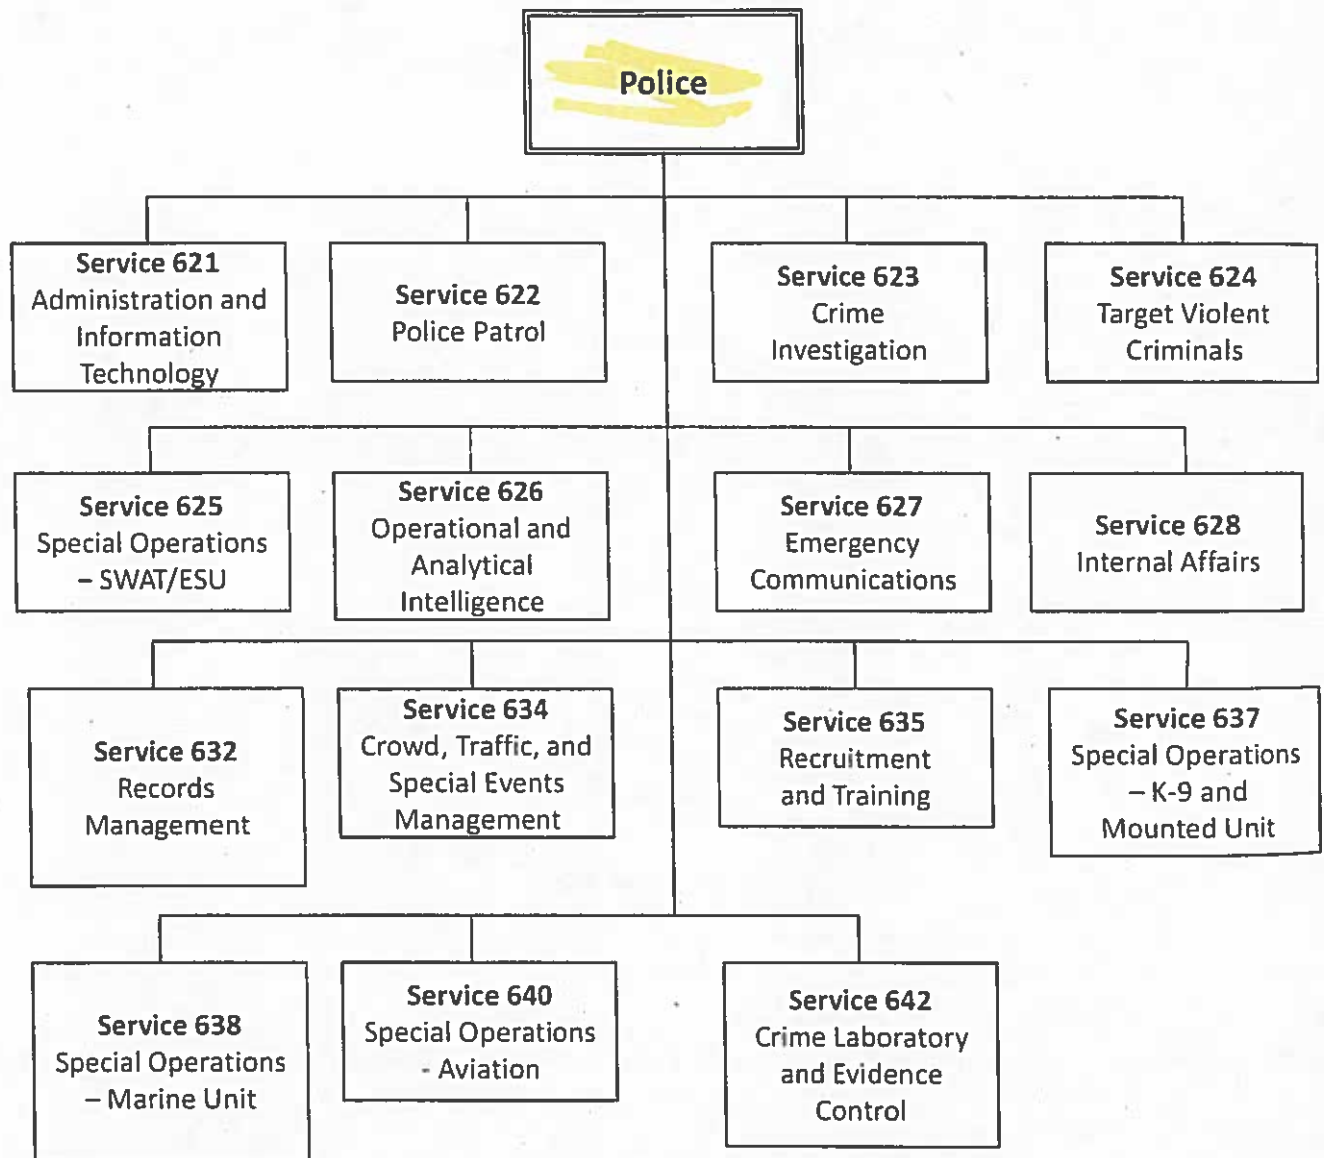 Police
Service 621
Administration and
Information
Technology
Service 622
Police Patrol
Service 623
Crime
Investigation
Service 624
Target Violent
Criminals
Service 625
Special Operations
– SWAT/ESU
Service 626
Operational and
Analytical
Intelligence
Service 627
Emergency
Communications
Service 628
Internal Affairs
Service 632
Records
Management
Service 634
Crowd, Traffic, and
Special Events
Management
Service 635
Recruitment
and Training
Service 637
Special Operations
– K-9 and
Mounted Unit
Service 638
Special Operations
– Marine Unit
Service 640
Special Operations
- Aviation
Service 642
Crime Laboratory
and Evidence
Control